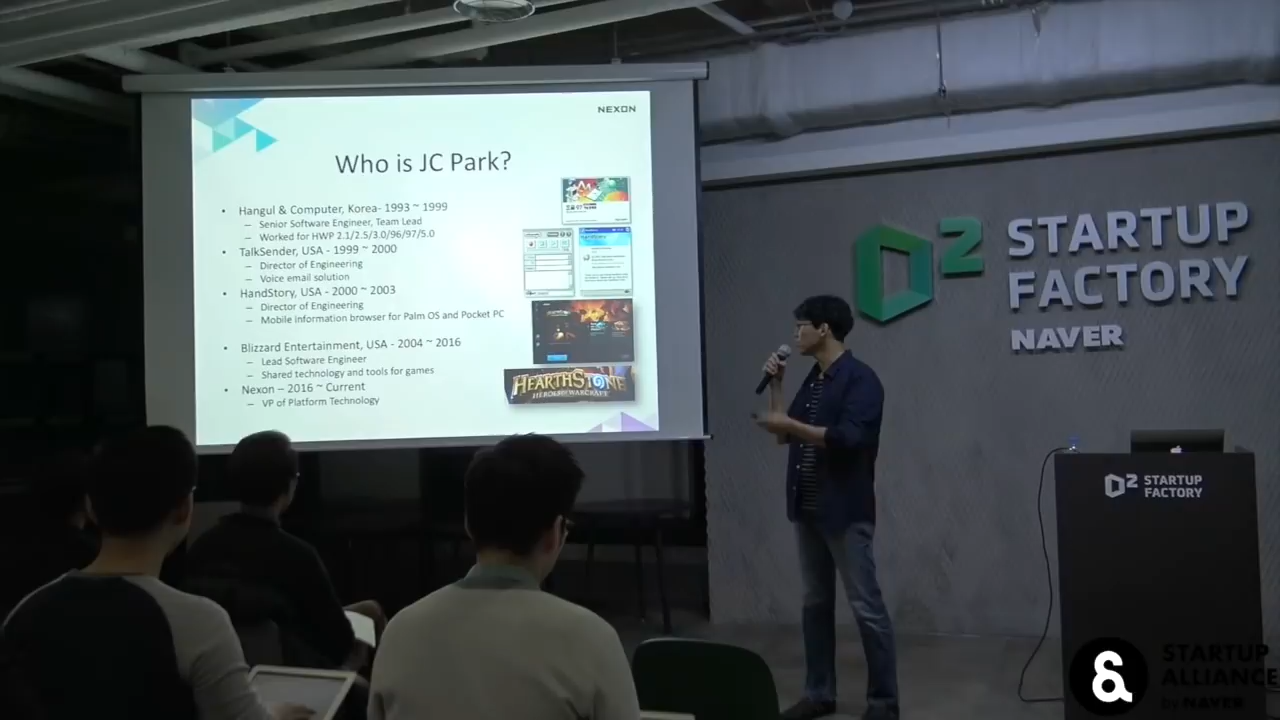 NEXON
Who is JC Park?
• Hangul & Computer, Korea- 1993 ~ 1999
– Senior Software Engineer, Team Lead
– Worked for HWP 2.1/2.5/3.0/96/97/5.0
• TalkSender, USA - 1999 ~ 2000
– Director of Engineering
– Voice email solution
• HandStory, USA - 2000 ~ 2003
– Director of Engineering
– Mobile Information browser for Palm OS and Pocket PC
• Blizzard Entertainment, USA - 2004 ~ 2016
– Lead Software Engineer
– Shared technology and tools for games
• Nexon – 2016 ~ Current
– VP of Platform Technology
HEARTHSTONE
HEROES OF WARCRAFT
D2 STARTUP
FACTORY
NAVER
D2 STARTUP
FACTORY
& STARTUP
ALLIANCE
by NAVER